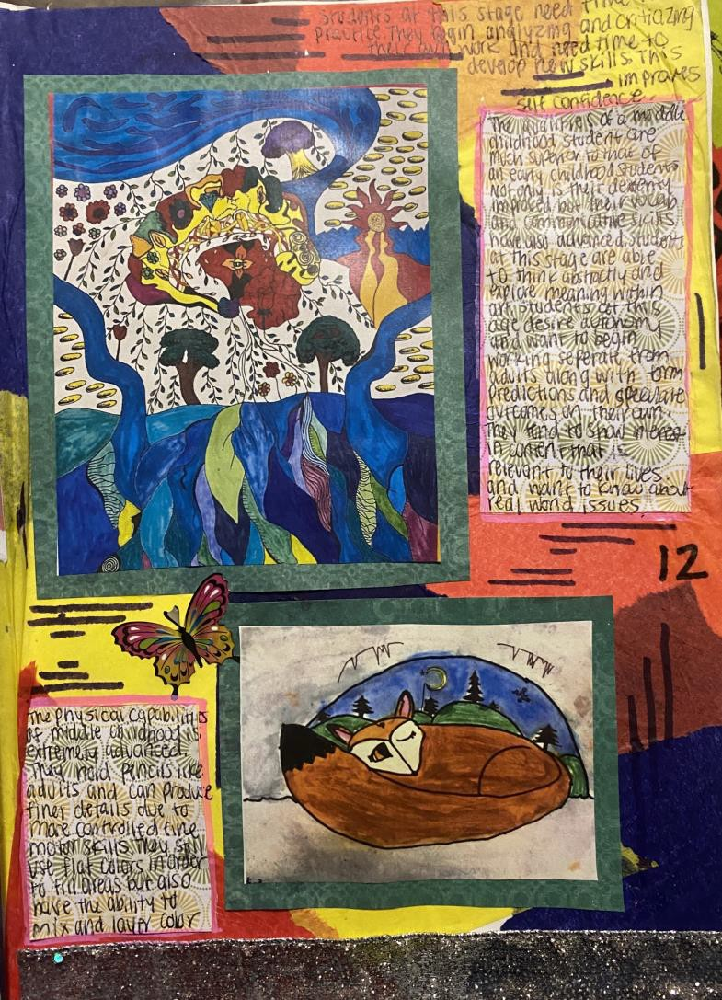 students at this stage need time to
practice. They begin analyzing and critiazing
their own work and need time to
develop new skills. This
improves
self confidence.
The qualities of a middle
childhood student are
much superior to that of
an early childhood students
Not only is their
improved but their vocab
and communicative skills
have also advanced. Students
at this stage are able
to think abstractly and
explore meaning within
art. Students at this
age desire autonomy
and want to begin
working seperate from
adults along with form
predictions and speculate
outcomes on their own.
They tend to show interest
in content that is
relevant to their lives
and want to know about
real world issues.
12
The physical capabilities
of middle childhood is
extremely advanced.
They hold pencils like
adults and can produce
finer details due to
more controlled fine
motor skills. They still
use flat colors in order
to fill areas but also
have the ability to
mix and layer color